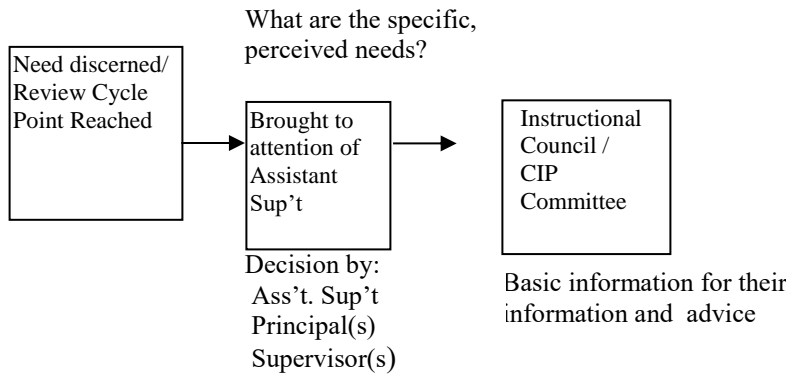 What are the specific,
perceived needs?
Need discerned/
Review Cycle
Point Reached
Brought to
attention of
Assistant
Sup’t
Instructional
Council /
CIP
Committee
Decision by:
Ass’t. Sup’t
Principal(s)
Supervisor(s)
Basic information for their
information and advice